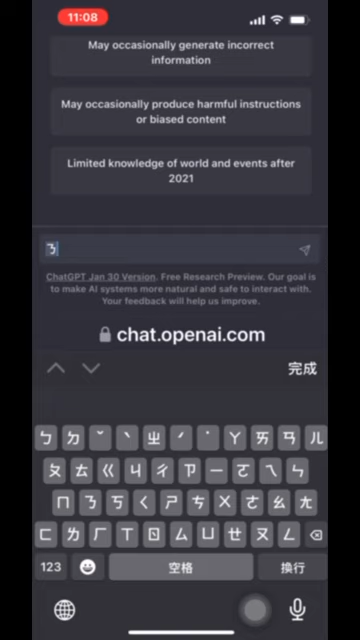 11:08
May occasionally generate incorrect
information
May occasionally produce harmful instructions
or biased content
Limited knowledge of world and events after
2021
ㄋ
ChatGPT Jan 30 Version. Free Research Preview. Our goal is
to make AI systems more natural and safe to interact with.
Your feedback will help us improve.
chat.openai.com
完成
ㄅ ㄉ ˇ ˋ ㄓ ˊ ˙ ㄚ ㄞ ㄢ ㄦ
ㄆ ㄊ ㄍ ㄐ ㄔ ㄗ ㄧ ㄛ ㄟ ㄣ
ㄇ ㄋ ㄎ ㄑ ㄕ ㄘ ㄨ ㄜ ㄠ ㄤ
ㄈ ㄌ ㄏ ㄒ ㄖ ㄙ ㄩ ㄝ ㄡ ㄥ
123 空格 換行